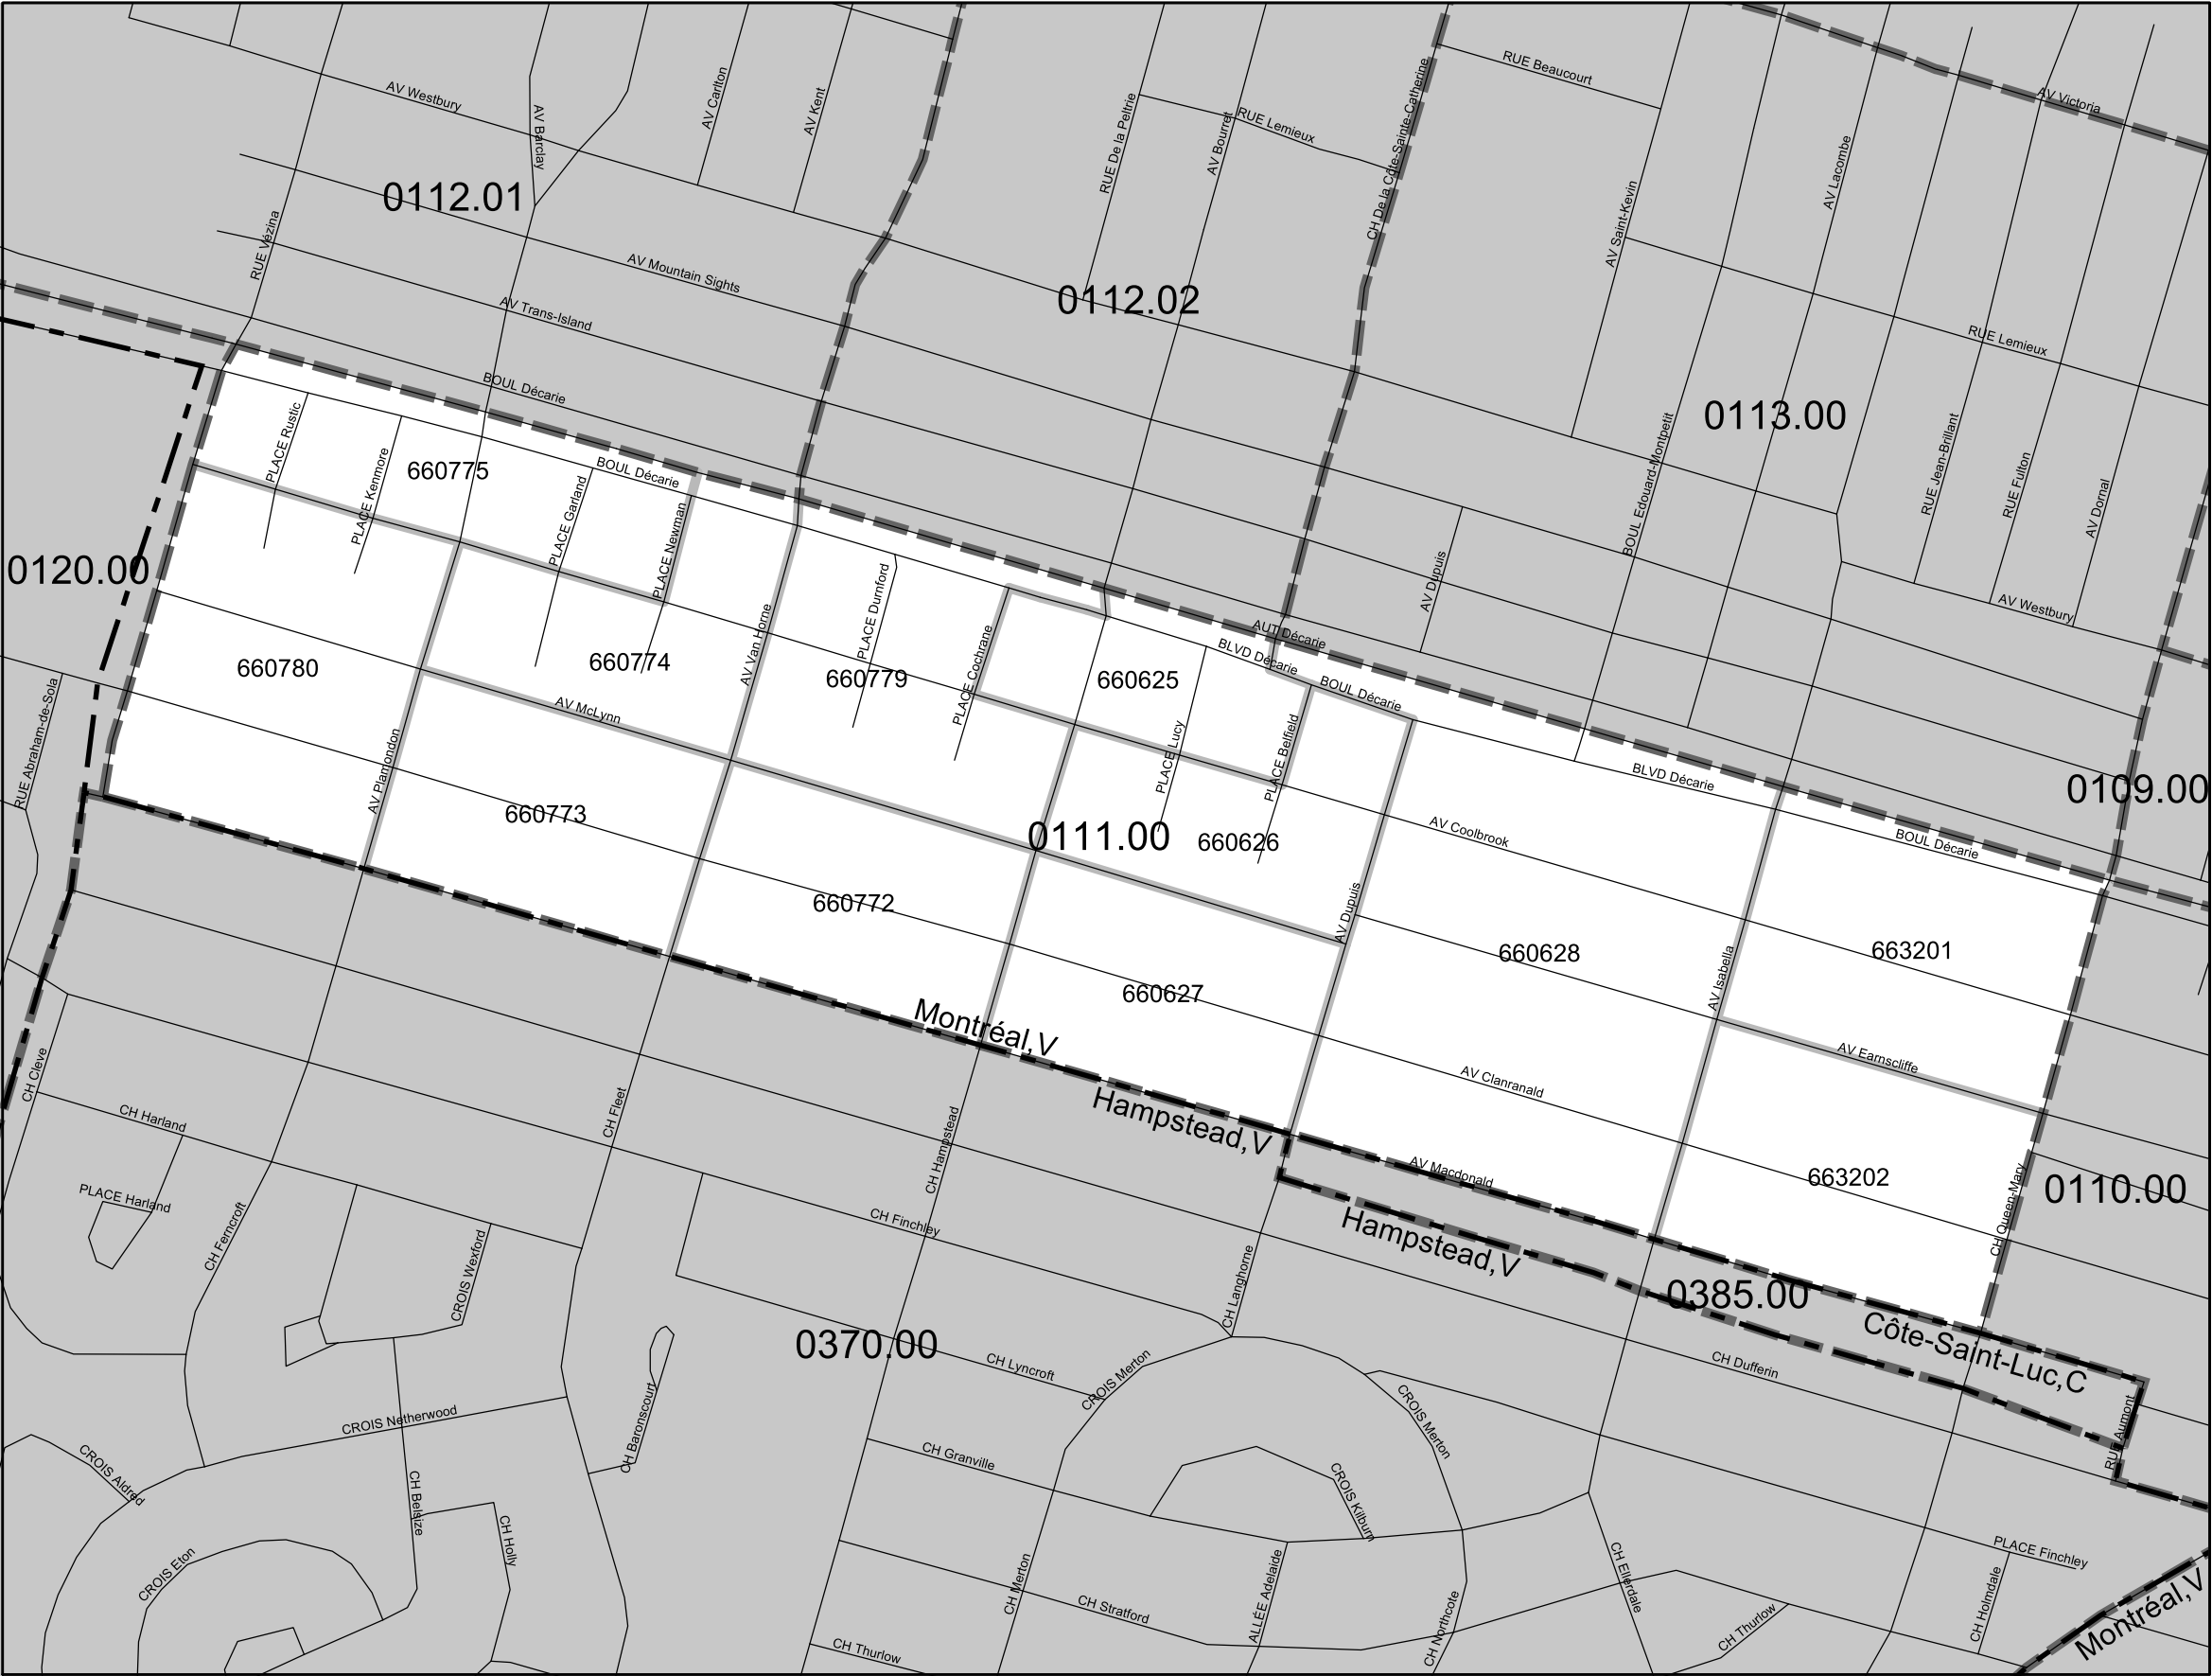 AV Westbury
AV Barclay
AV Carlton
AV Kent
RUE De la Peltrie
AV Bourret
RUE Lemieux
CH De la Côte-Sainte-Catherine
RUE Beaucourt
AV Victoria
AV Lacombe
AV Saint-Kevin
0112.01
RUE Vézina
AV Mountain Sights
AV Trans-Island
0112.02
RUE Lemieux
BOUL Décarie
0113.00
PLACE Rustic
PLACE Kenmore
660775
BOUL Décarie
PLACE Garland
PLACE Newman
BOUL Edouard-Montpetit
RUE Jean-Brillant
RUE Fulton
AV Dornal
0120.00
PLACE Durnford
AV Dupuis
AV Westbury
AV Van Horne
PLACE Cochrane
AUT Décarie
BLVD Décarie
BOUL Décarie
660780
660774
660779
660625
RUE Abraham-de-Sola
AV McLynn
AV Plamondon
PLACE Lucy
PLACE Belfield
BLVD Décarie
0109.00
660773
0111.00
660626
AV Coolbrook
BOUL Décarie
660772
AV Dupuis
660628
663201
AV Isabella
660627
Montréal,V
CH Cleve
AV Earnscliffe
AV Clanranald
CH Harland
CH Fleet
CH Hampstead
Hampstead,V
AV Macdonald
663202
0110.00
PLACE Harland
CH Ferncroft
CH Finchley
Hampstead,V
CH Queen-Mary
CROIS Wexford
CH Langhorne
0385.00
0370.00
Côte-Saint-Luc,C
CH Lyncroft
CROIS Merton
CH Dufferin
CROIS Merton
CROIS Netherwood
CH Baronscourt
RUE Aumont
CROIS Aldred
CH Granville
CROIS Kilburn
CH Belsize
CH Holly
CROIS Eton
CH Merton
ALLÉE Adelaide
CH Ellerdale
PLACE Finchley
CH Stratford
CH Northcote
CH Thurlow
CH Holmdale
CH Thurlow
Montréal,V